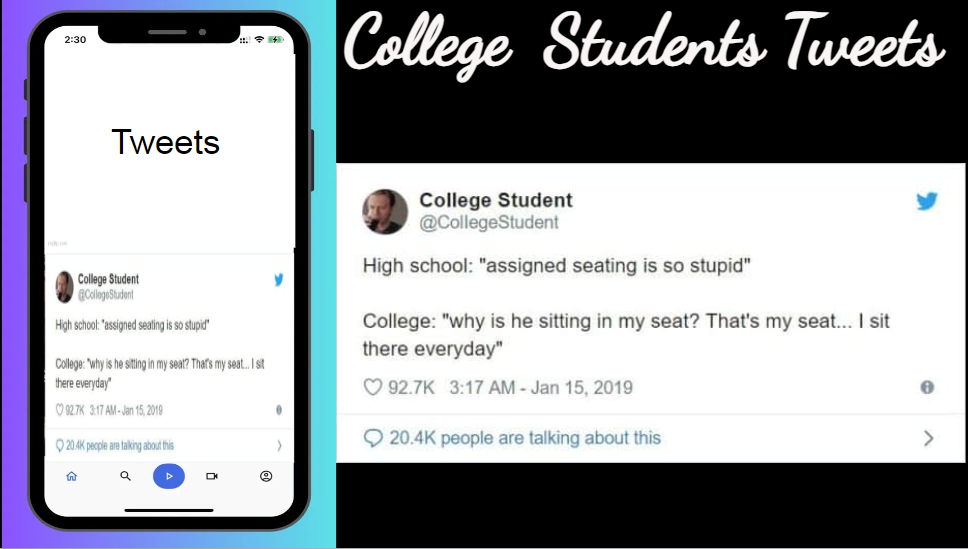 2:30
Tweets
College Student
@CollegeStudent
High school: "assigned seating is so stupid"
College: "why is he sitting in my seat? That's my seat... I sit
there everyday"
92.7K 3:17 AM - Jan 15, 2019
20.4K people are talking about this
College Students Tweets
College Student
@CollegeStudent
High school: "assigned seating is so stupid"
College: "why is he sitting in my seat? That's my seat... I sit
there everyday"
92.7K 3:17 AM - Jan 15, 2019
20.4K people are talking about this